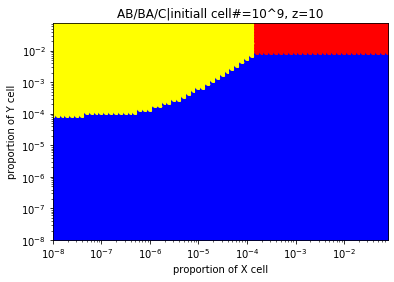 AB/BA/C|initiall cell#=10^9, z=10
proportion of Y cell
10⁻²
10⁻³
10⁻⁴
10⁻⁵
10⁻⁶
10⁻⁷
10⁻⁸
10⁻⁸ 10⁻⁷ 10⁻⁶ 10⁻⁵ 10⁻⁴ 10⁻³ 10⁻²
proportion of X cell